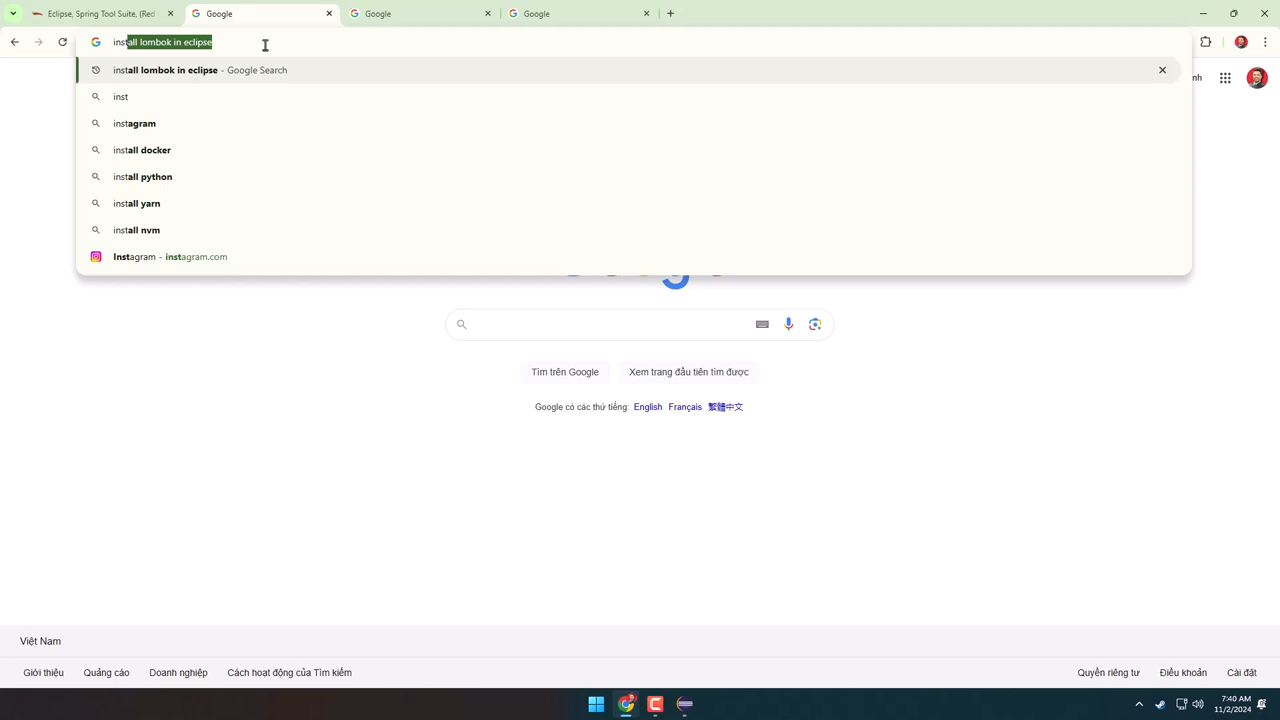 Eclipse, Spring Tool Suite, (Red
Google
Google
Google
install lombok in eclipse
install lombok in eclipse - Google Search
inst
instagram
install docker
install python
install yarn
install nvm
Instagram - instagram.com
nh
Tìm trên Google
Xem trang đầu tiên tìm được
Google có các thứ tiếng: English Français 繁體中文
Việt Nam
Giới thiệu
Quảng cáo
Doanh nghiệp
Cách hoạt động của Tìm kiếm
Quyền riêng tư
Điều khoản
Cài đặt
7:40 AM
11/2/2024